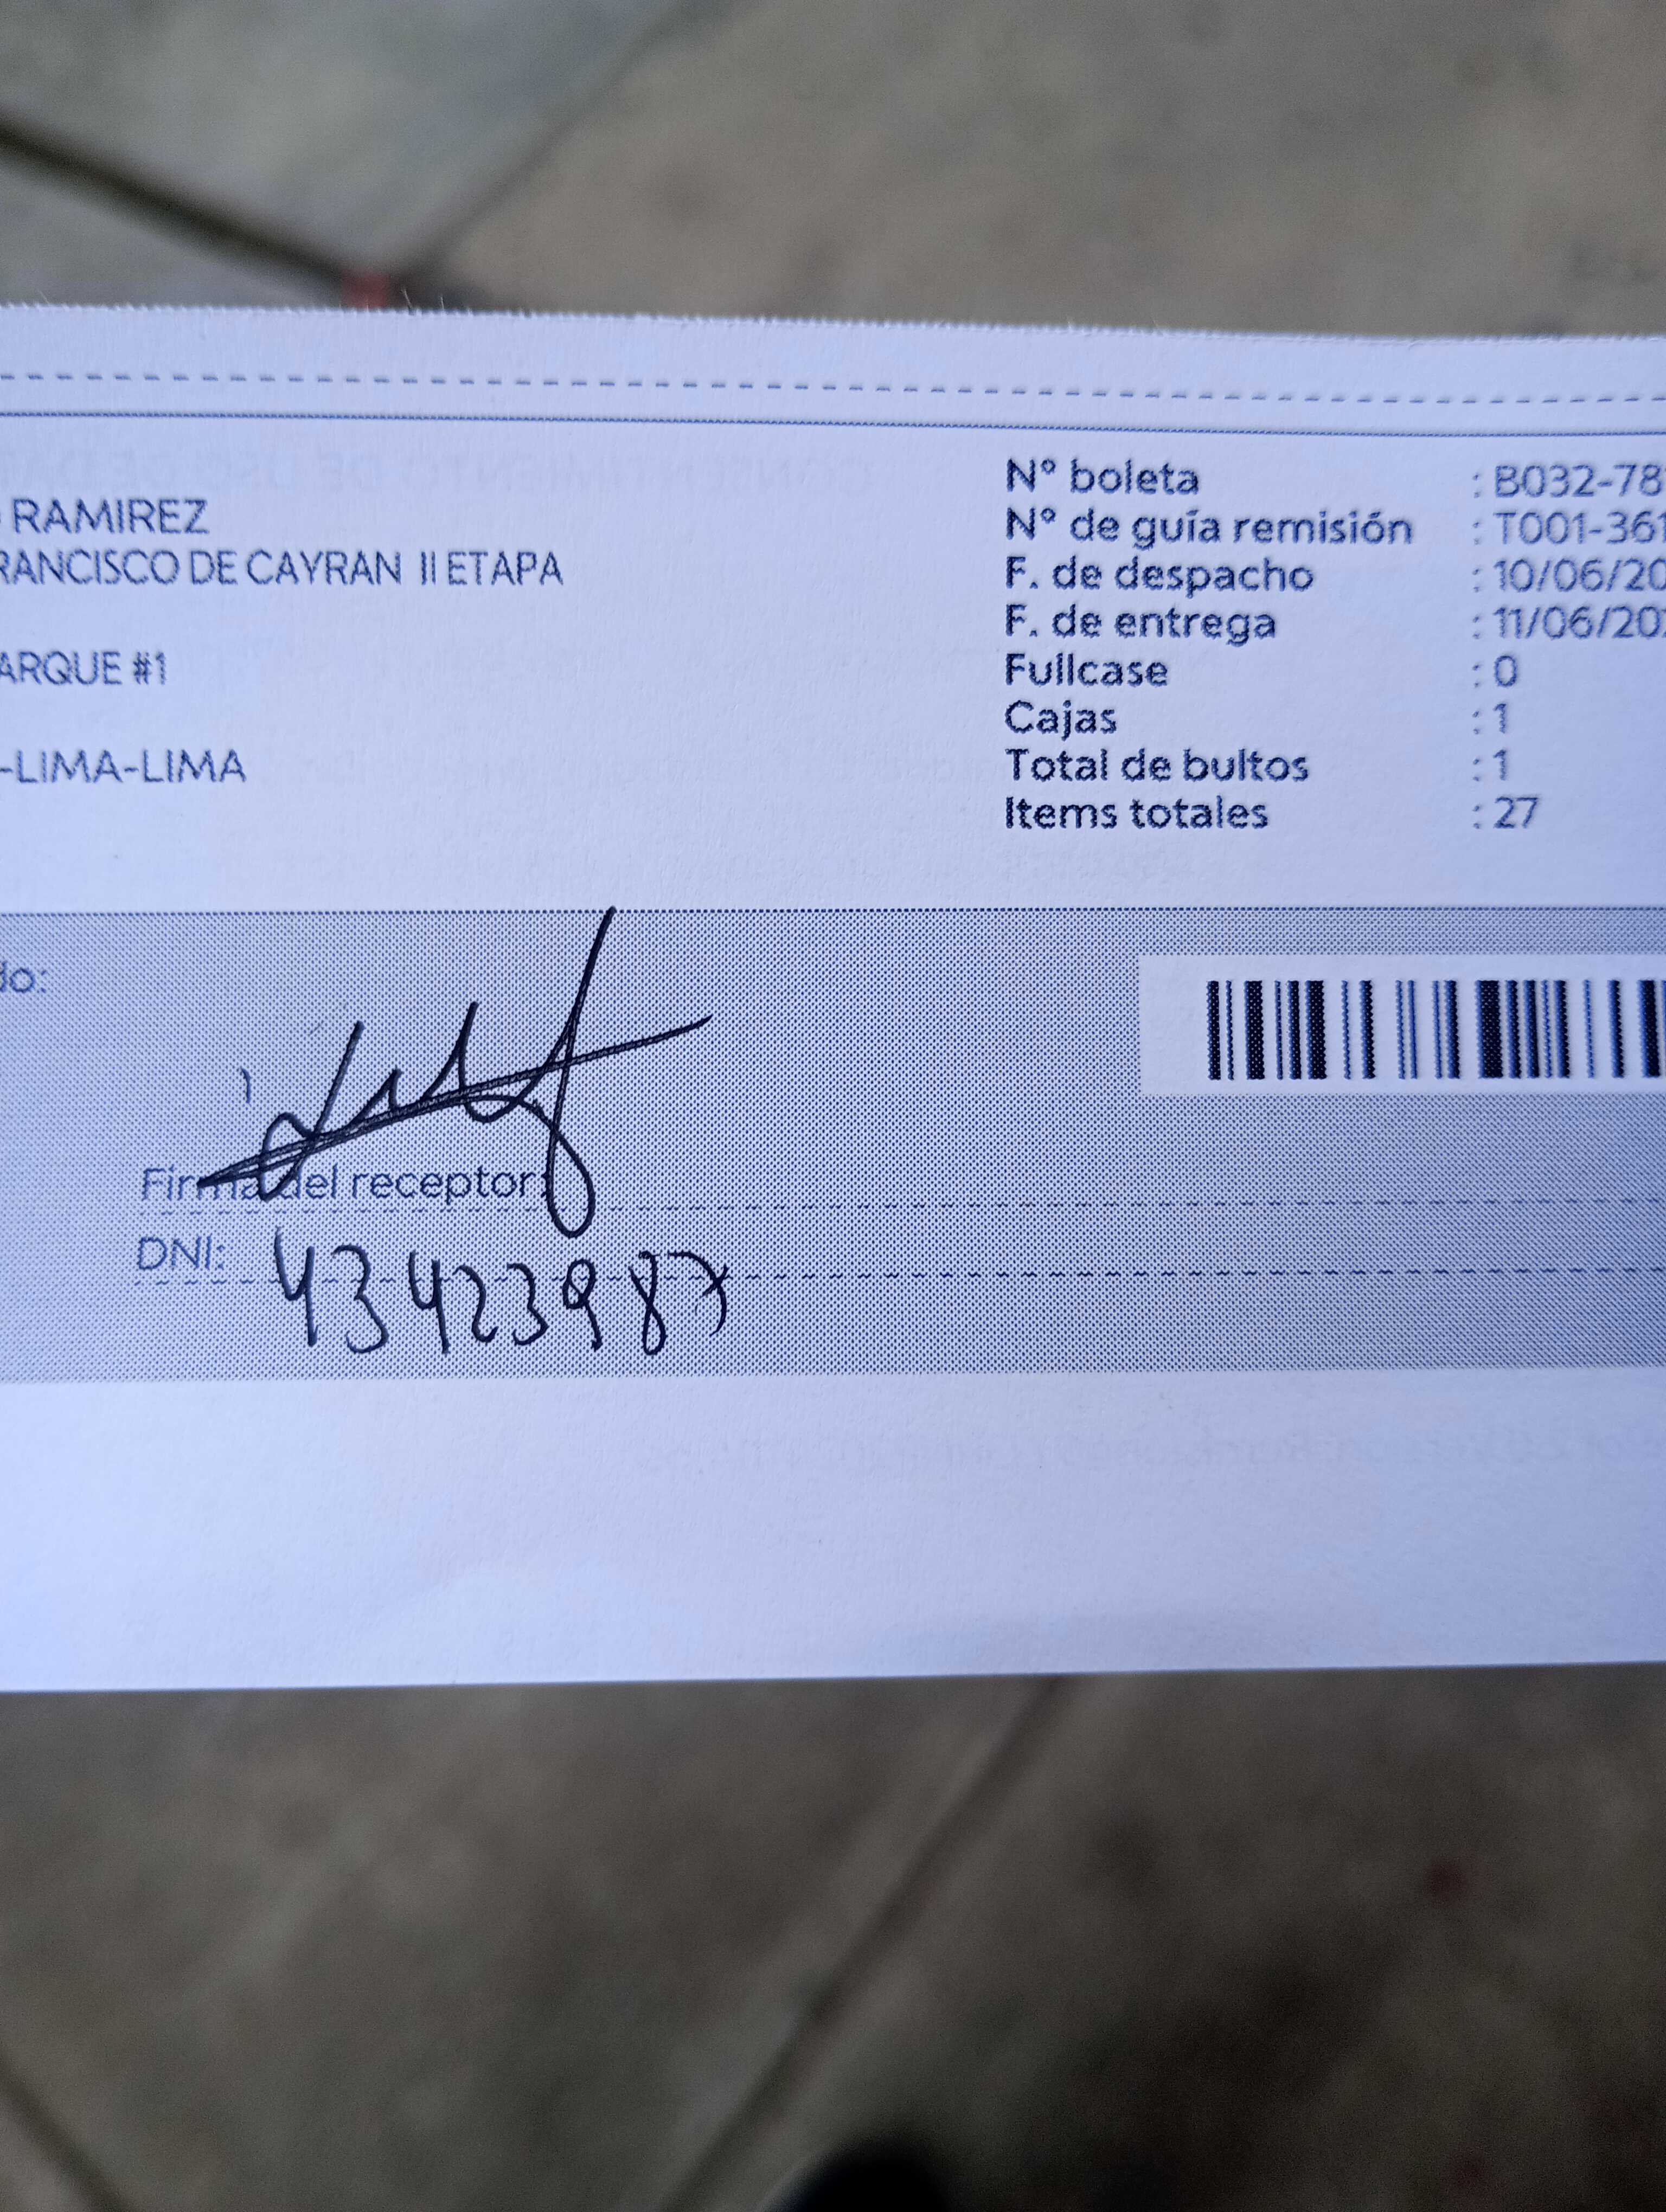 RAMIREZ
RANCISCO DE CAYRAN II ETAPA
ARQUE #1
-LIMA-LIMA
Nº boleta : B032-78
Nº de guía remisión : T001-361
F. de despacho : 10/06/20
F. de entrega : 11/06/20
Fullcase : 0
Cajas : 1
Total de bultos : 1
Items totales : 27
do:
Firma del receptor:
DNI: 43423987